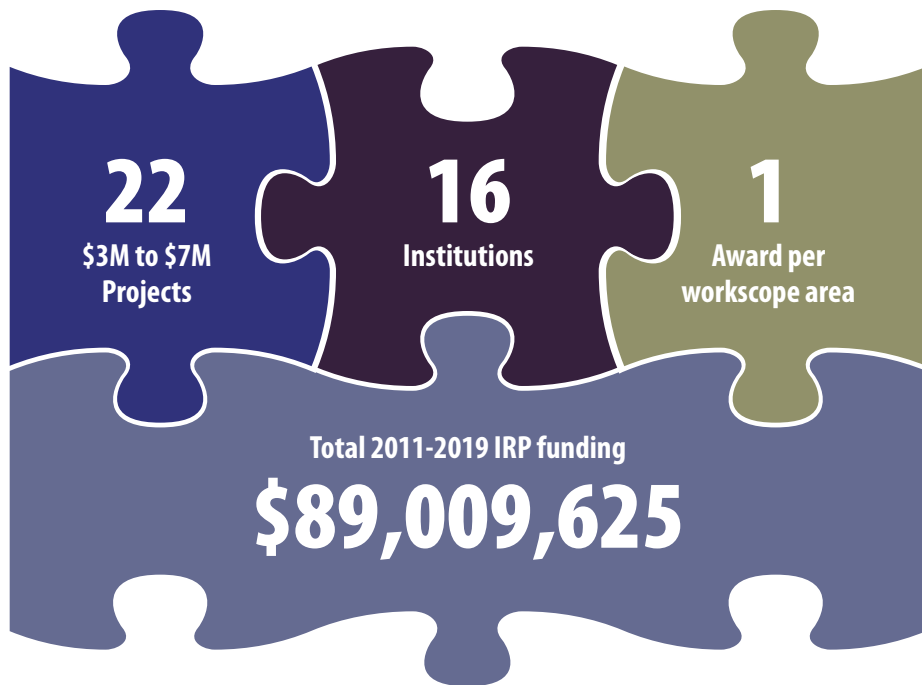 22
$3M to $7M
Projects
16
Institutions
1
Award per
workscope area
Total 2011-2019 IRP funding
$89,009,625